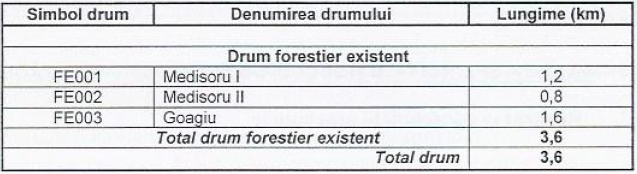 Simbol drum Denumirea drumului Lungime (km)
Drum forestier existent
FE001 Medisoru I 1,2
FE002 Medisoru II 0,8
FE003 Goagiu 1,6
Total drum forestier existent 3,6
Total drum 3,6